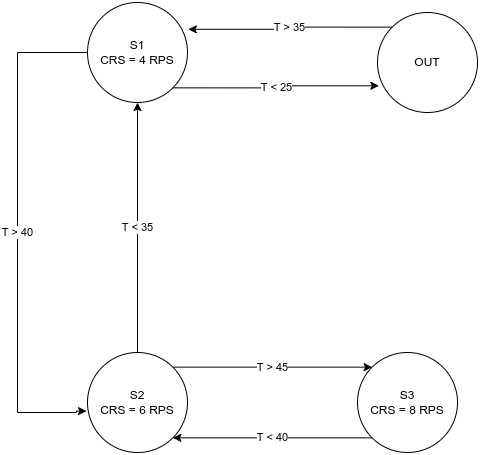 T > 35
S1
CRS = 4 RPS
OUT
T < 25
T > 40
T < 35
T > 45
S2
CRS = 6 RPS
S3
CRS = 8 RPS
T < 40